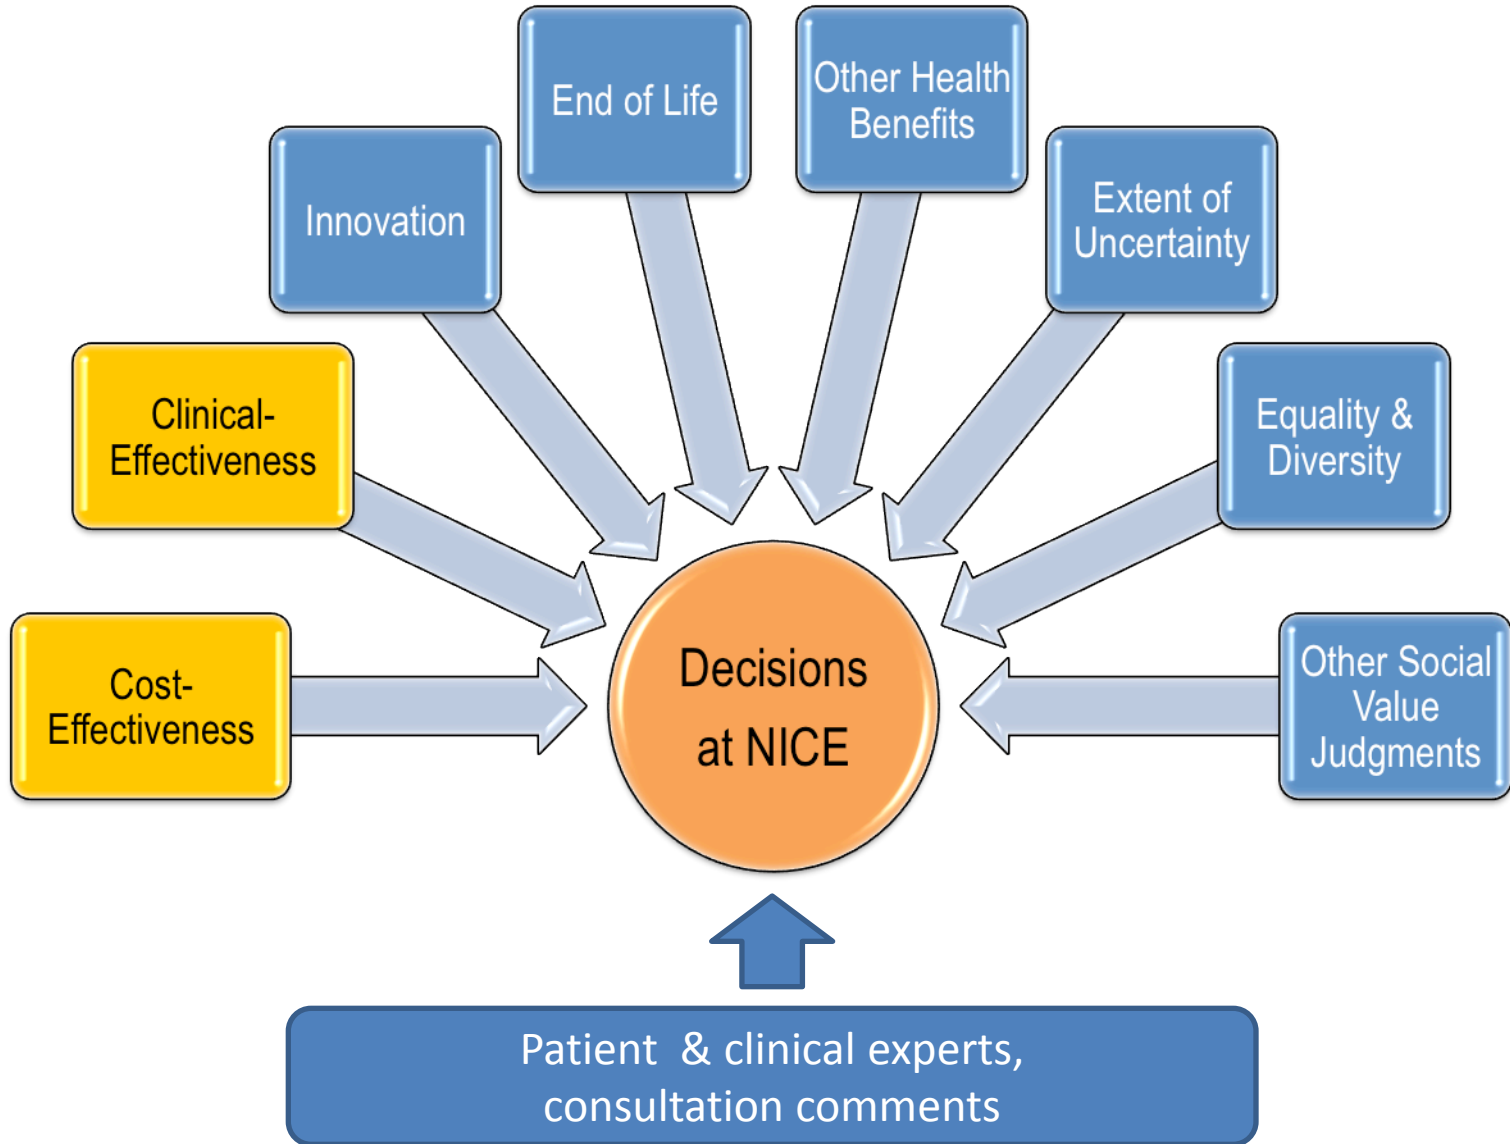 End of Life
Other Health
Benefits
Innovation
Extent of
Uncertainty
Clinical-
Effectiveness
Equality &
Diversity
Cost-
Effectiveness
Decisions
at NICE
Other Social
Value
Judgments
Patient  & clinical experts,
consultation comments